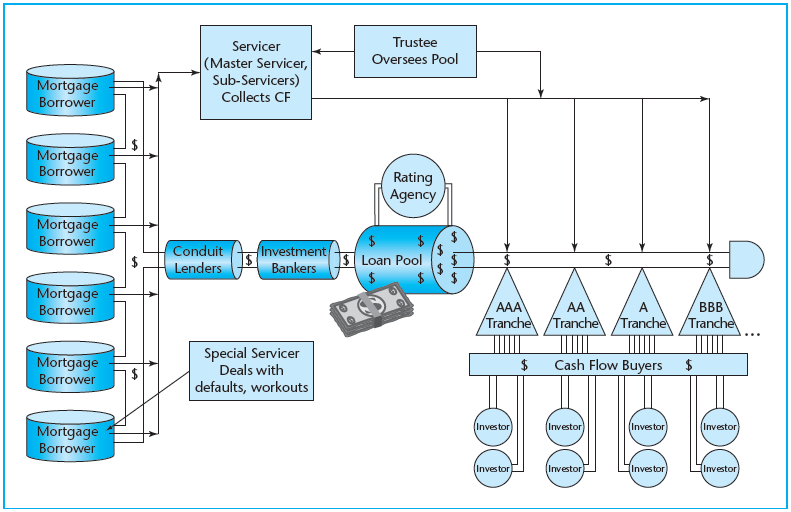 Servicer
(Master Servicer,
Sub-Servicers)
Collects CF
Trustee
Oversees Pool
Mortgage
Borrower
$
Mortgage
Borrower
Mortgage
Borrower
$
Mortgage
Borrower
Mortgage
Borrower
$
Mortgage
Borrower
Special Servicer
Deals with
defaults, workouts
Conduit
Lenders
$
Investment
Bankers
$
Rating
Agency
$ $ $
Loan Pool $ $
$ $ $ $
$ $ $
AAA
Tranche
AA
Tranche
A
Tranche
BBB
Tranche
...
$ Cash Flow Buyers $
Investor Investor Investor Investor
Investor Investor Investor Investor